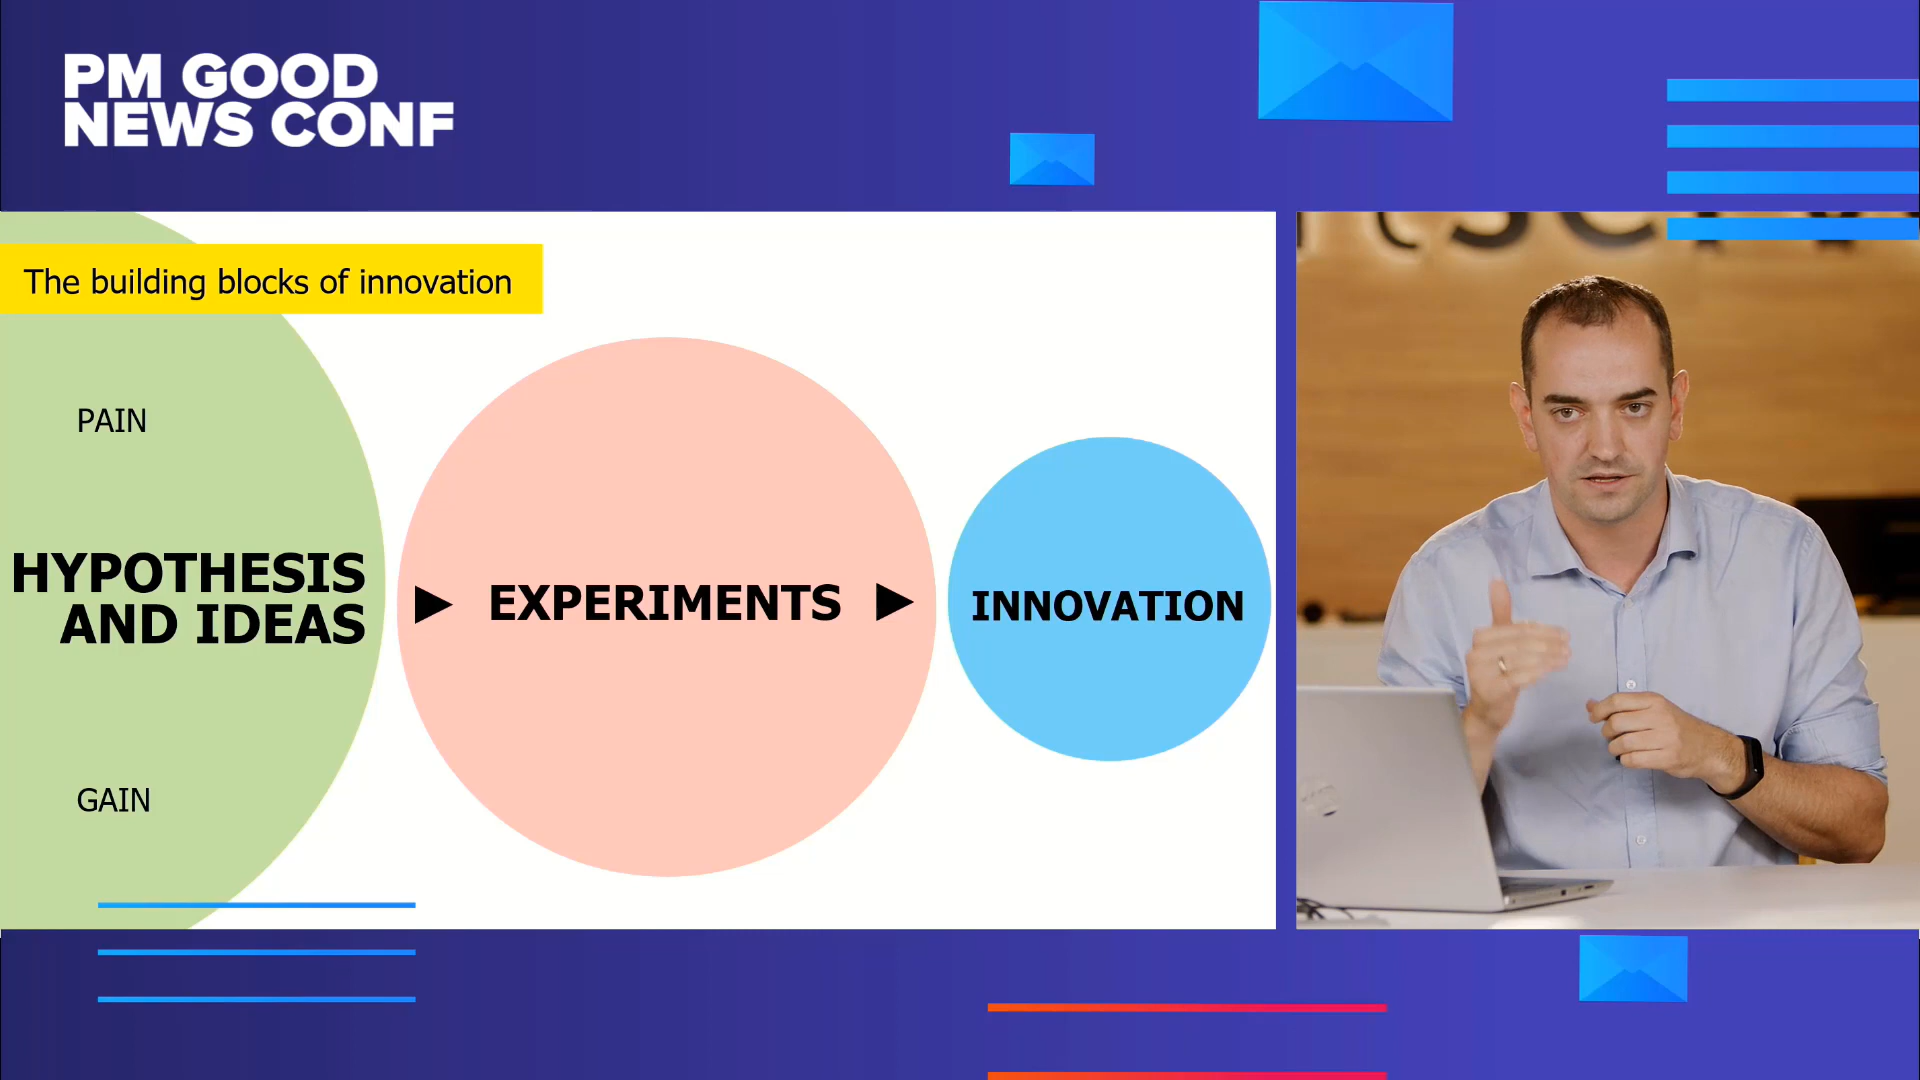 PM GOOD
NEWS CONF
The building blocks of innovation
PAIN
HYPOTHESIS
AND IDEAS
GAIN
EXPERIMENTS
INNOVATION